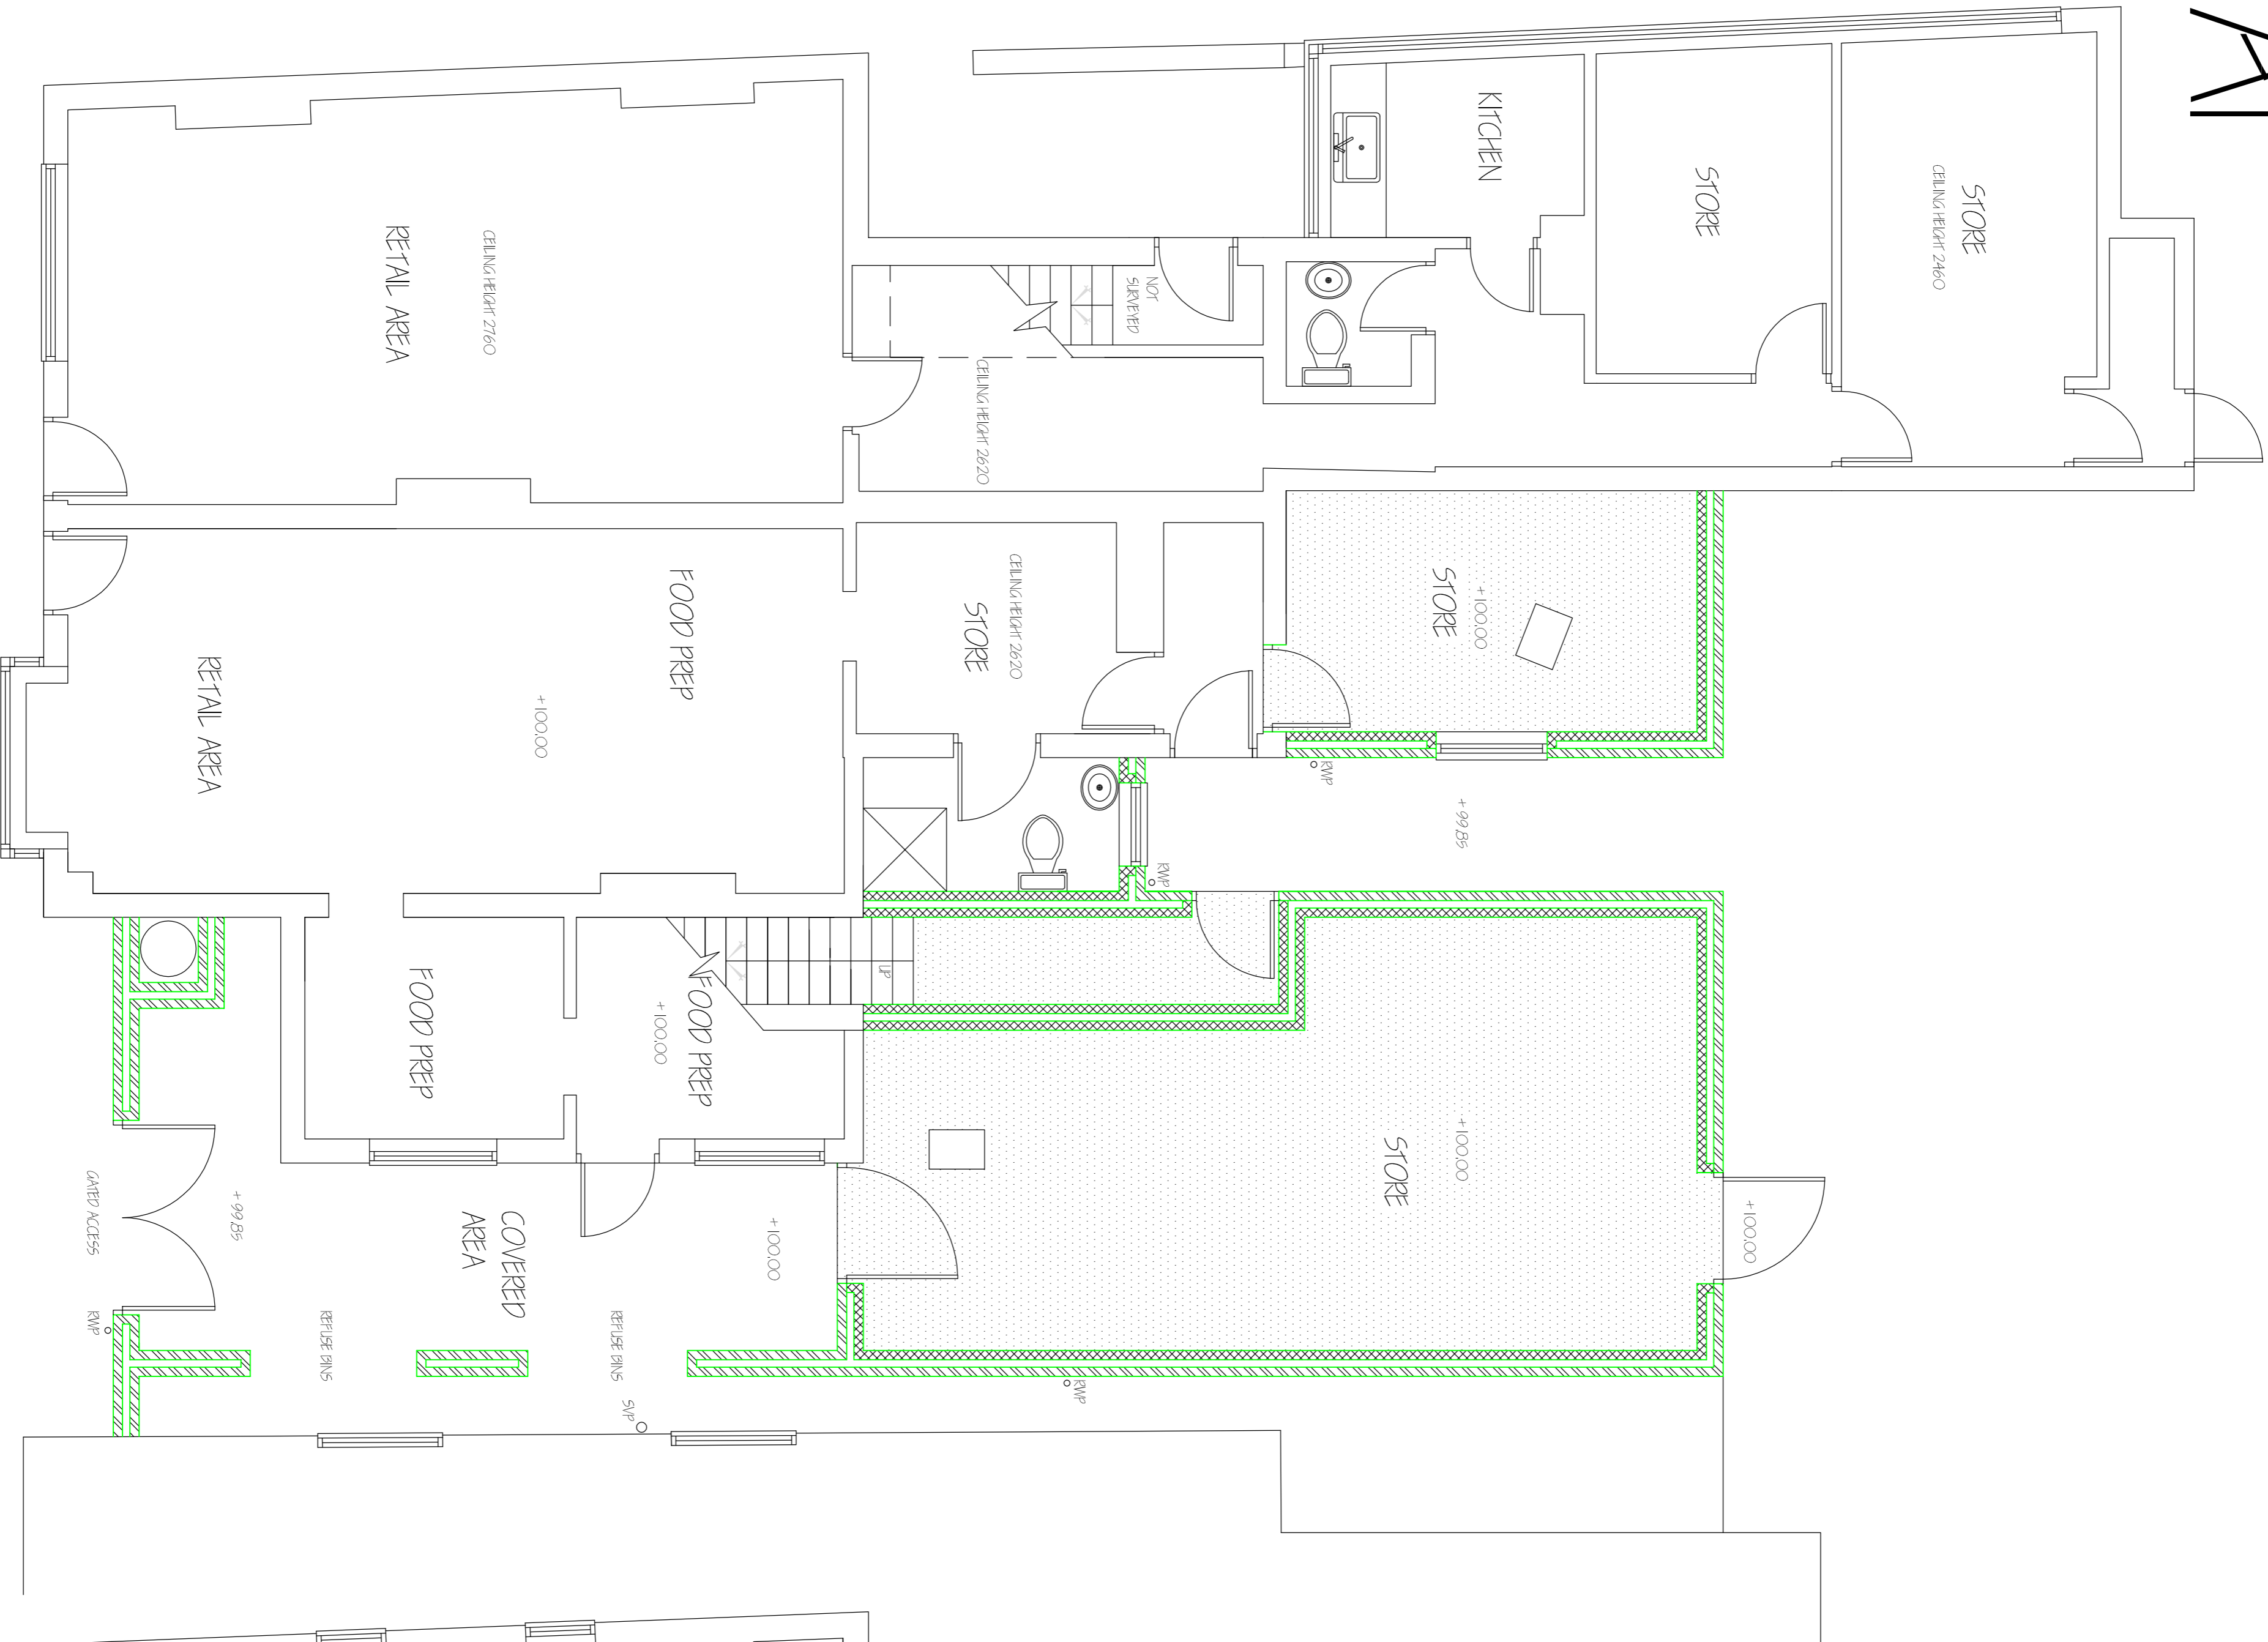 KITCHEN
STORE
STORE
CEILING HEIGHT 2460
NOT
SURVEYED
CEILING HEIGHT 2760
RETAIL AREA
CEILING HEIGHT 2620
FOOD PREP
CEILING HEIGHT 2620
STORE
STORE
+100.00
RETAIL AREA
+100.00
RWP
+99.85
RWP
UP
FOOD PREP
+100.00
FOOD PREP
+100.00
STORE
+100.00
GATED ACCESS
+99.85
COVERED
AREA
+100.00
RWP
REFUSE BINS
REFUSE BINS
SVP
RWP